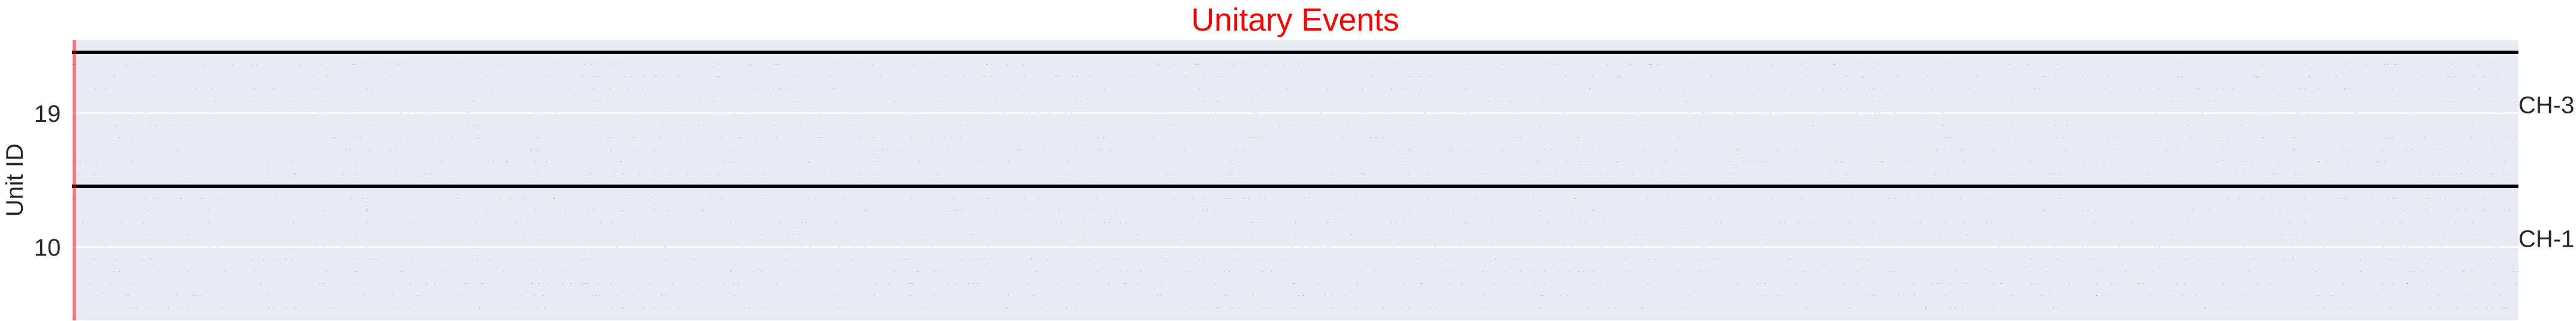 Unitary Events
19
CH-3
Unit ID
10
CH-1